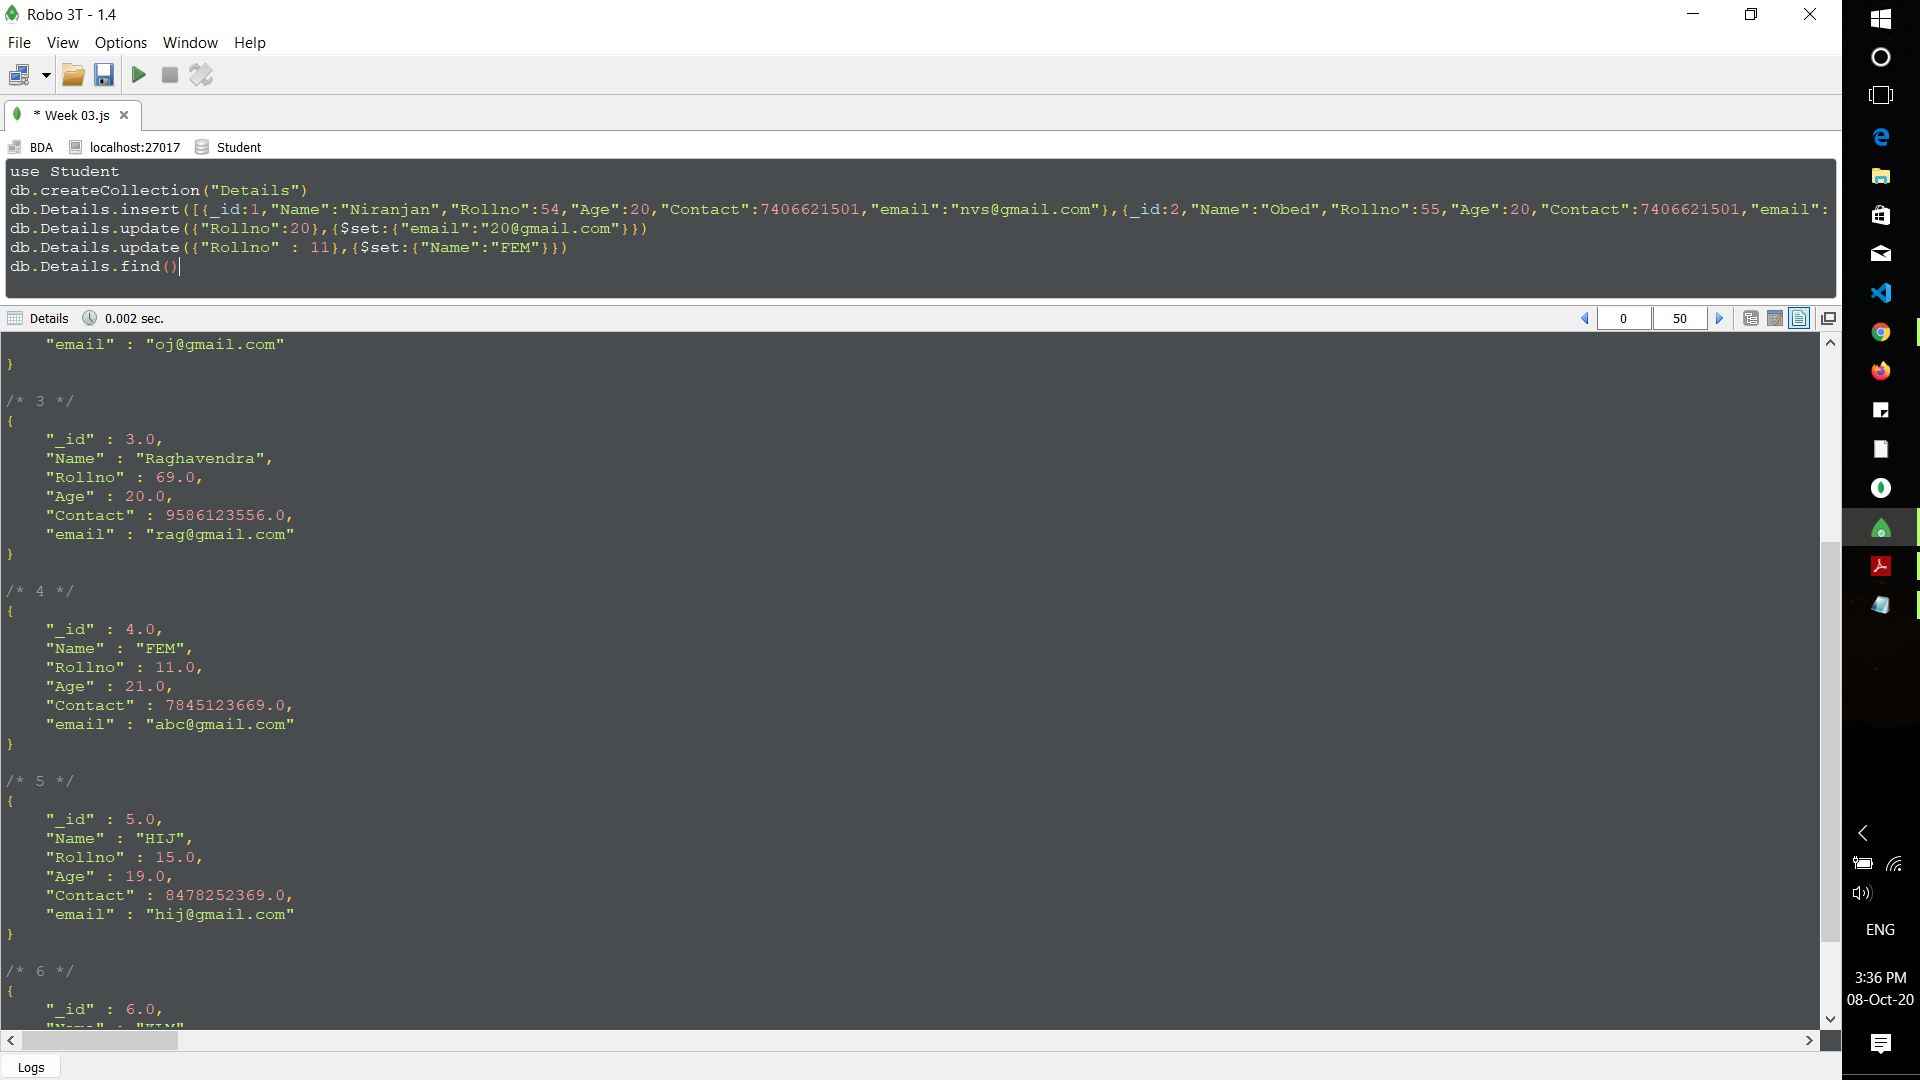 Robo 3T - 1.4
File View Options Window Help
* Week 03.js
BDA localhost:27017 Student
use Student
db.createCollection("Details")
db.Details.insert([{_id:1,"Name":"Niranjan","Rollno":54,"Age":20,"Contact":7406621501,"email":"nvs@gmail.com"},{_id:2,"Name":"Obed","Rollno":55,"Age":20,"Contact":7406621501,"email":
db.Details.update({"Rollno":20},{$set:{"email":"20@gmail.com"}})
db.Details.update({"Rollno" : 11},{$set:{"Name":"FEM"}})
db.Details.find()
Details 0.002 sec. 0 50
"email" : "oj@gmail.com"
}
/* 3 */
{
"_id" : 3.0,
"Name" : "Raghavendra",
"Rollno" : 69.0,
"Age" : 20.0,
"Contact" : 9586123556.0,
"email" : "rag@gmail.com"
}
/* 4 */
{
"_id" : 4.0,
"Name" : "FEM",
"Rollno" : 11.0,
"Age" : 21.0,
"Contact" : 7845123669.0,
"email" : "abc@gmail.com"
}
/* 5 */
{
"_id" : 5.0,
"Name" : "HIJ",
"Rollno" : 15.0,
"Age" : 19.0,
"Contact" : 8478252369.0,
"email" : "hij@gmail.com"
}
/* 6 */
{
"_id" : 6.0,
"Name" : "KLM"
Logs
ENG
3:36 PM
08-Oct-20